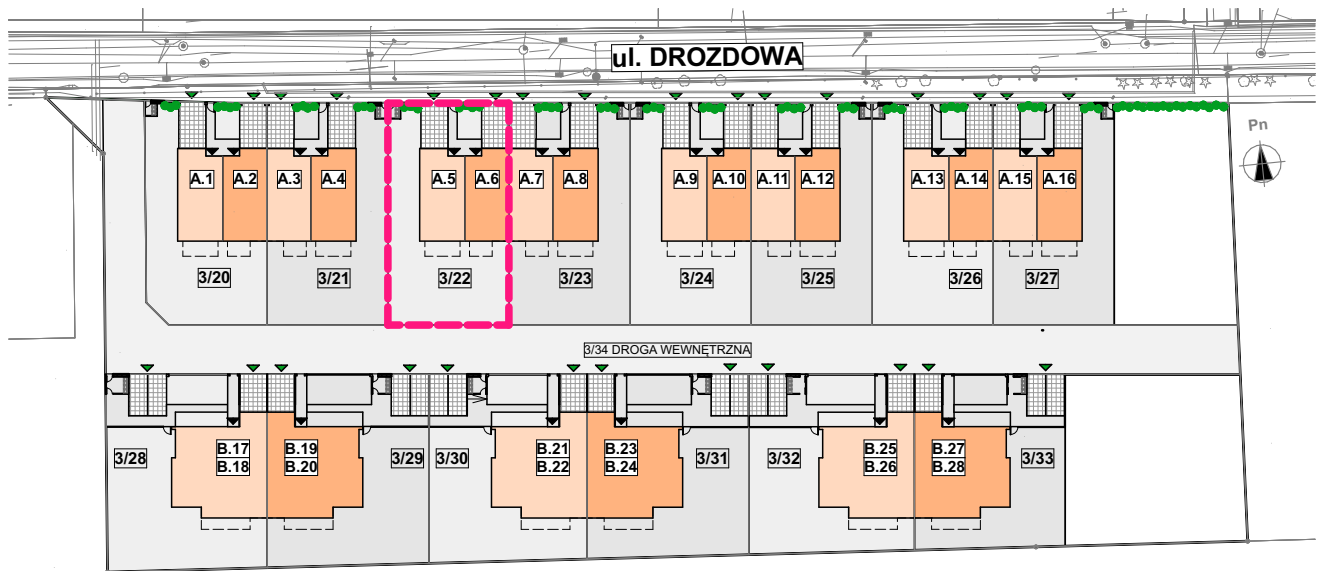 ul. DROZDOWA
Pn
A.1 A.2 A.3 A.4 A.5 A.6 A.7 A.8 A.9 A.10 A.11 A.12 A.13 A.14 A.15 A.16
3/20 3/21 3/22 3/23 3/24 3/25 3/26 3/27
3/34 DROGA WEWNĘTRZNA
B.17 B.19 B.21 B.23 B.25 B.27
3/28 B.18 B.20 3/29 3/30 B.22 B.24 3/31 3/32 B.26 B.28 3/33